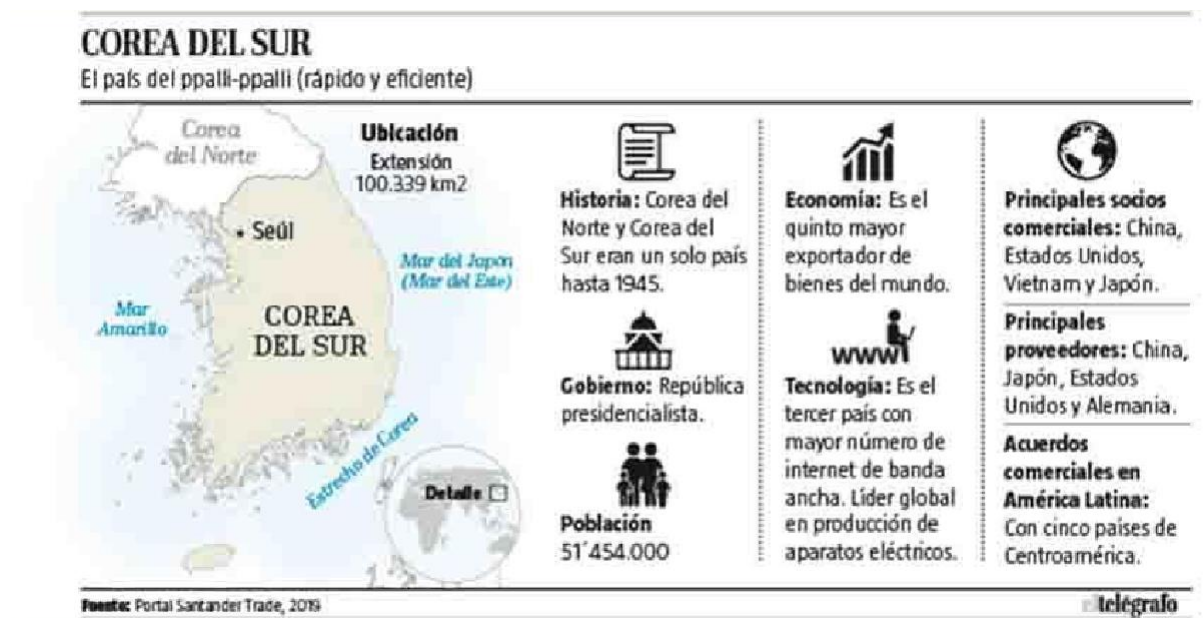 COREA DEL SUR
El país del ppalli-ppalli (rápido y eficiente)
Corea
del Norte
Ubicación
Extensión
100.339 km2
Seúl
Mar del Japón
(Mar del Este)
Mar
Amarillo
COREA
DEL SUR
Estrecho de Corea
Detalle
Historia: Corea del
Norte y Corea del
Sur eran un solo país
hasta 1945.
Gobierno: República
presidencialista.
Población
51´454.000
Economía: Es el
quinto mayor
exportador de
bienes del mundo.
www
Tecnología: Es el
tercer país con
mayor número de
internet de banda
ancha. Líder global
en producción de
aparatos eléctricos.
Principales socios
comerciales: China,
Estados Unidos,
Vietnam y Japón.
Principales
proveedores: China,
Japón, Estados
Unidos y Alemania.
Acuerdos
comerciales en
América Latina:
Con cinco países de
Centroamérica.
Fuente: Portal Santander Trade, 2019
el telégrafo